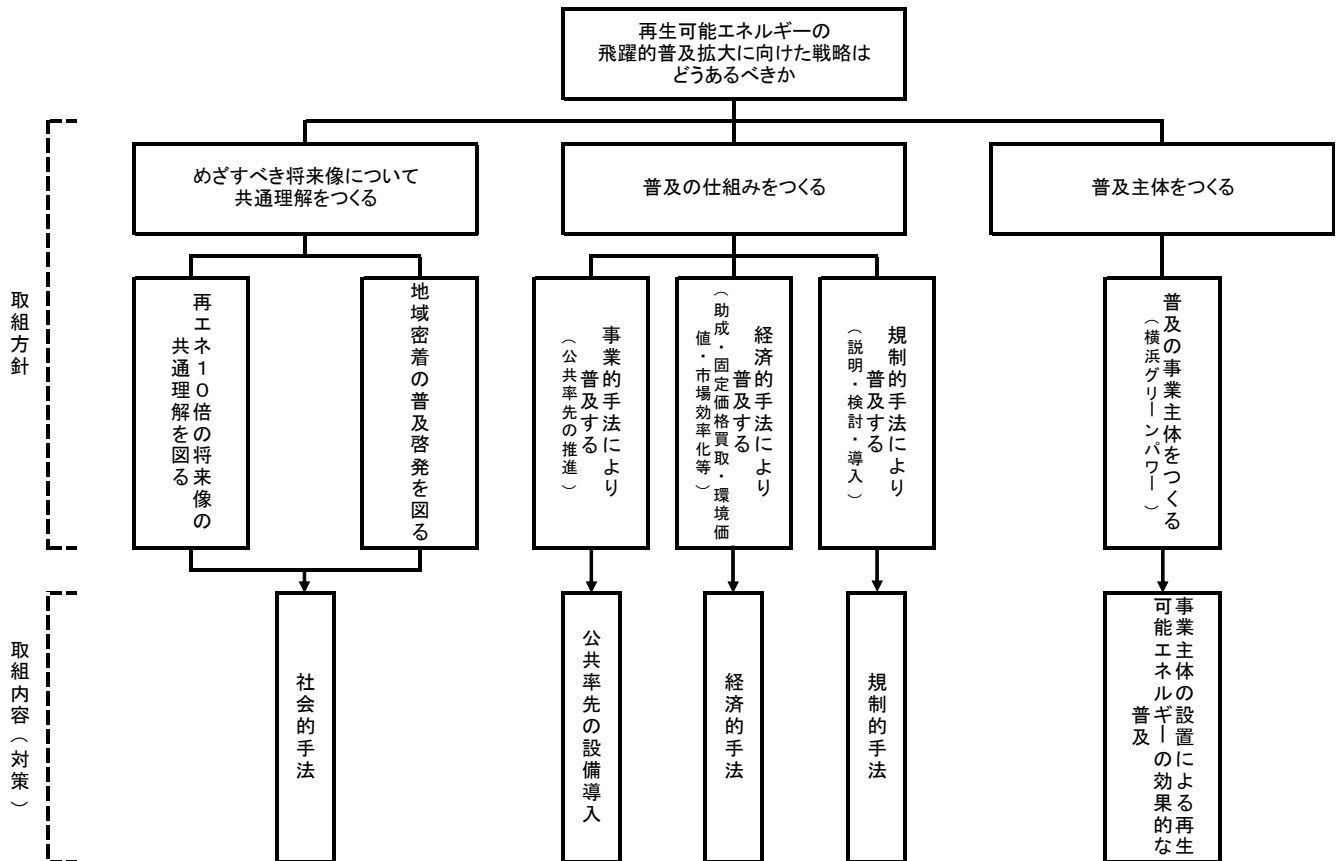 再生可能エネルギーの
飛躍的普及拡大に向けた戦略は
どうあるべきか
取組方針
めざすべき将来像について
共通理解をつくる
普及の仕組みをつくる
普及主体をつくる
再エネ10倍の将来像の
共通理解を図る
地域密着の普及啓発を図る
事業的手法により
普及する
(公共率先の推進)
経済的手法により
普及する
(助成・固定価格買取・環境価
値・市場効率化等)
規制的手法により
普及する
(説明・検討・導入)
普及の事業主体をつくる
(横浜グリーンパワー)
取組内容(対策)
社会的手法
公共率先の設備導入
経済的手法
規制的手法
事業主体の設置による再生
可能エネルギーの効果的な
普及